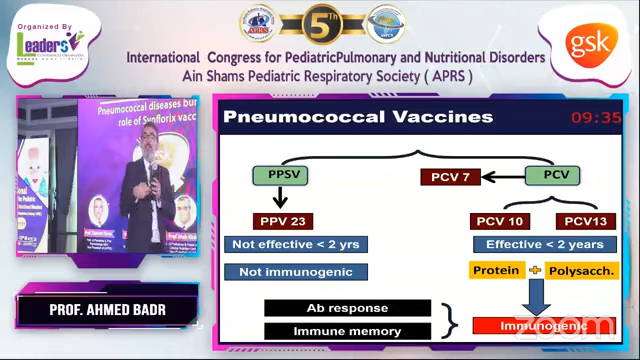 Organized By
Leaders
5Th
APRS
gsk
International Congress for PediatricPulmonary and Nutritional Disorders
Ain Shams Pediatric Respiratory Society ( APRS )
Pneumococcal diseases bur
role of Synflorix vacc
PROF. AHMED BADR
Pneumococcal Vaccines
09:35
PPSV
PCV 7
PCV
PPV 23
PCV 10
PCV13
Not effective < 2 yrs
Effective < 2 years
Not immunogenic
Protein + Polysacch.
Ab response
Immune memory
Immunogenic
zoom